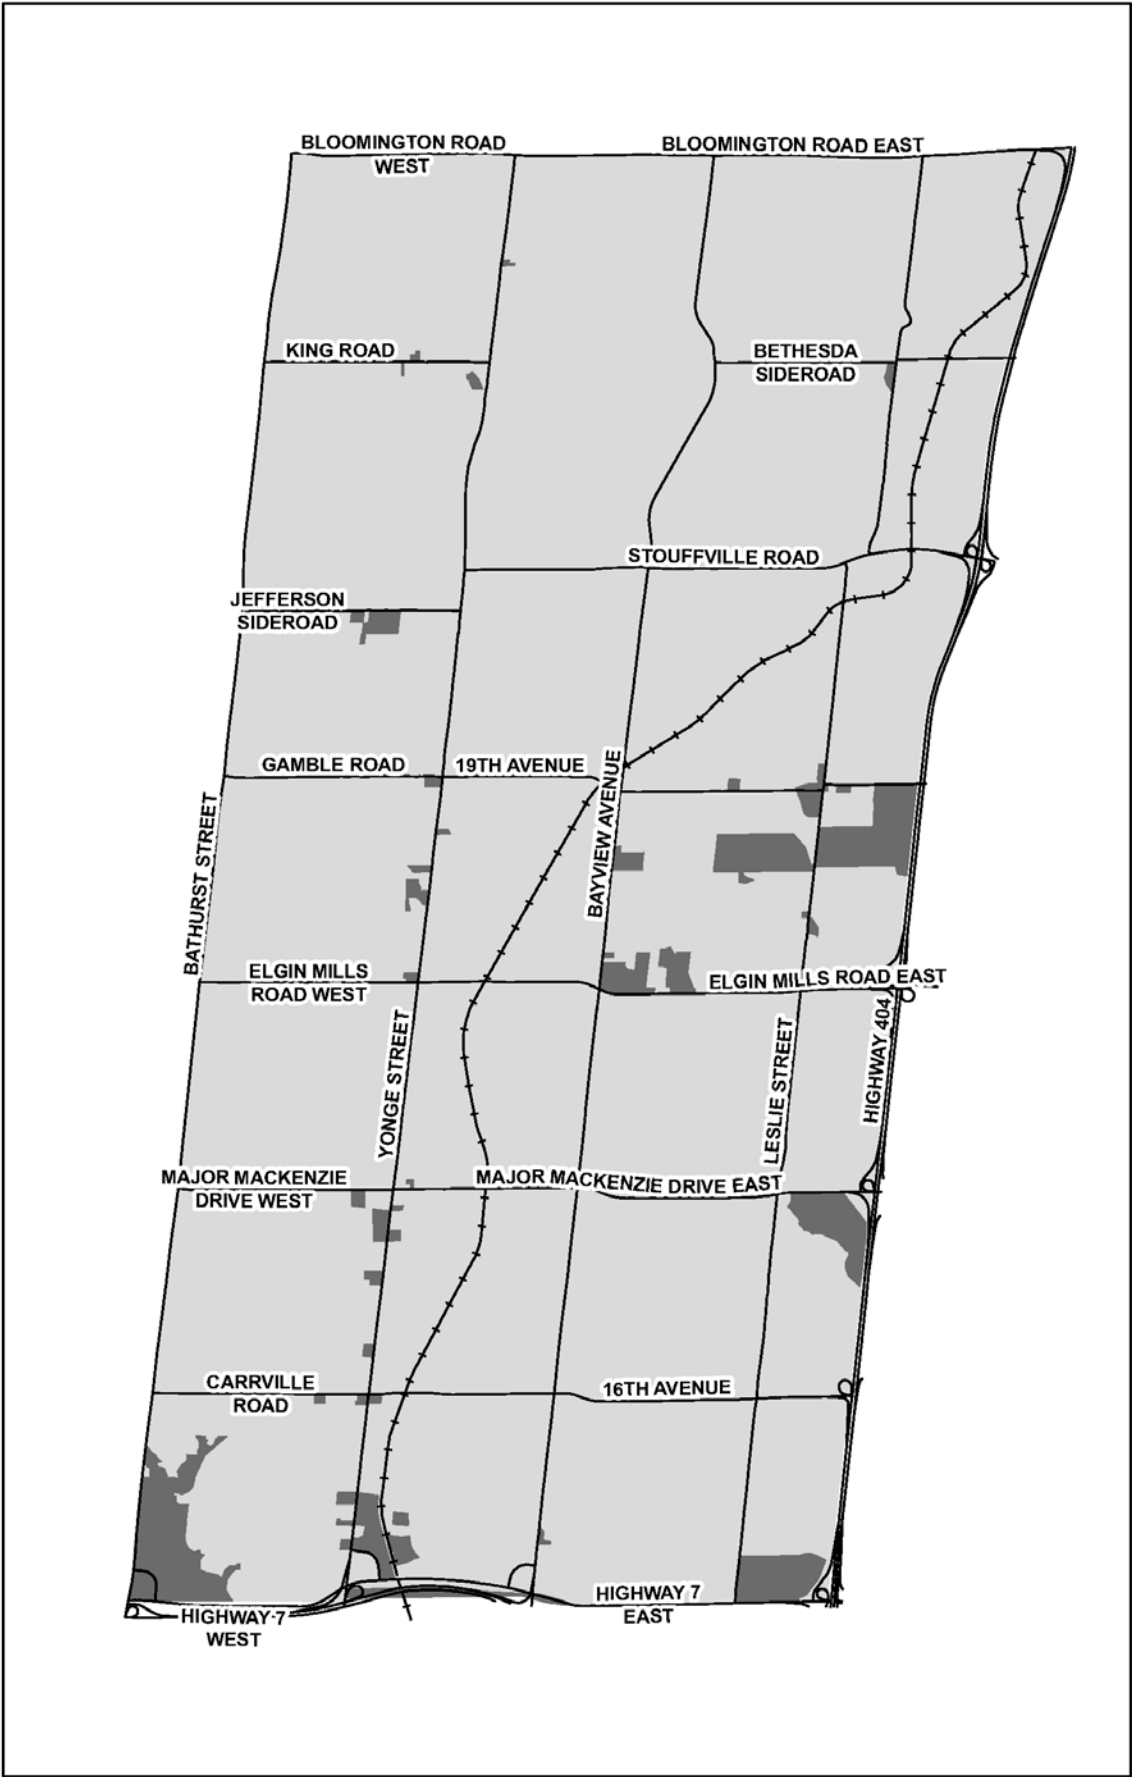 BLOOMINGTON ROAD
WEST
BLOOMINGTON ROAD EAST
KING ROAD
BETHESDA
SIDEROAD
STOUFFVILLE ROAD
JEFFERSON
SIDEROAD
GAMBLE ROAD
19TH AVENUE
BAYVIEW AVENUE
BATHURST STREET
ELGIN MILLS
ROAD WEST
ELGIN MILLS ROAD EAST
YONGE STREET
LESLIE STREET
HIGHWAY 404
MAJOR MACKENZIE
DRIVE WEST
MAJOR MACKENZIE DRIVE EAST
CARRVILLE
ROAD
16TH AVENUE
HIGHWAY 7
WEST
HIGHWAY 7
EAST